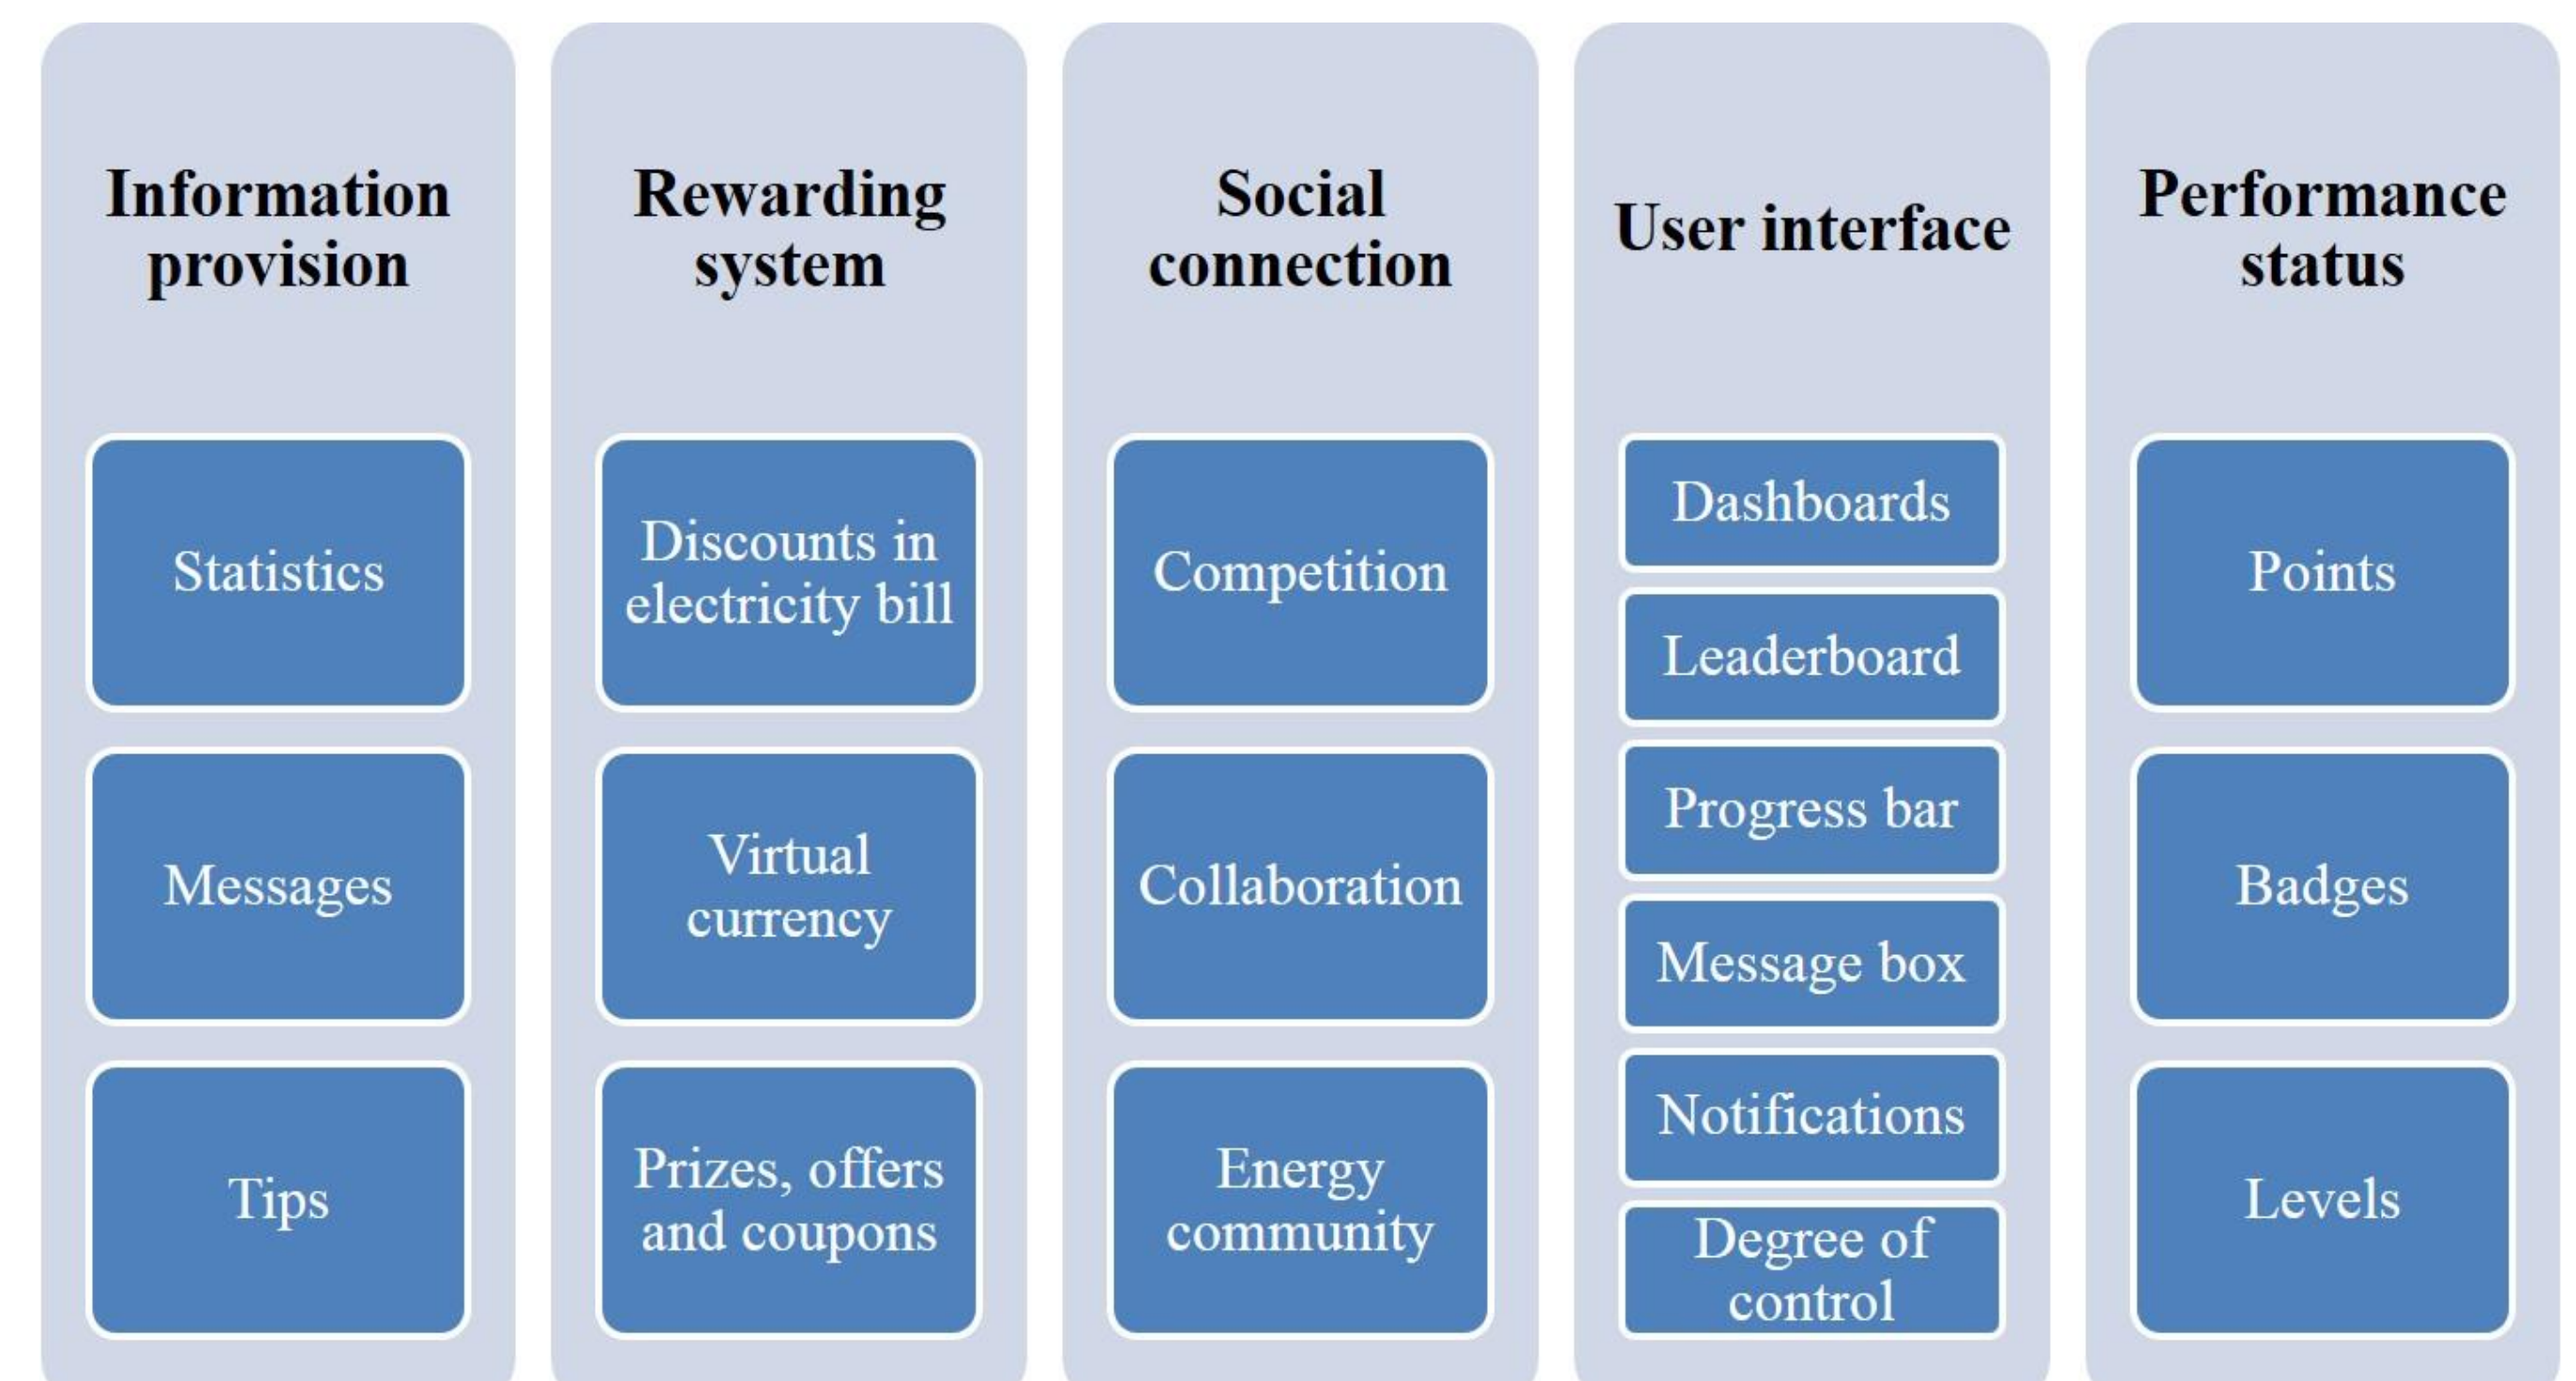 Information
provision
Statistics
Messages
Tips
Rewarding
system
Discounts in
electricity bill
Virtual
currency
Prizes, offers
and coupons
Social
connection
Competition
Collaboration
Energy
community
User interface
Dashboards
Leaderboard
Progress bar
Message box
Notifications
Degree of
control
Performance
status
Points
Badges
Levels